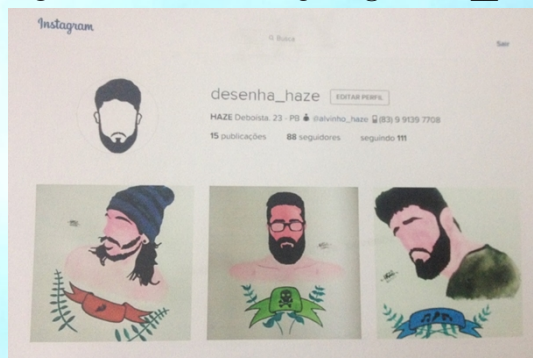 Instagram
Busca
Sair
desenha_haze EDITAR PERFIL
HAZE Deboísta. 23 - PB @alvinho_haze (83) 9 9139 7708
15 publicações 88 seguidores seguindo 111